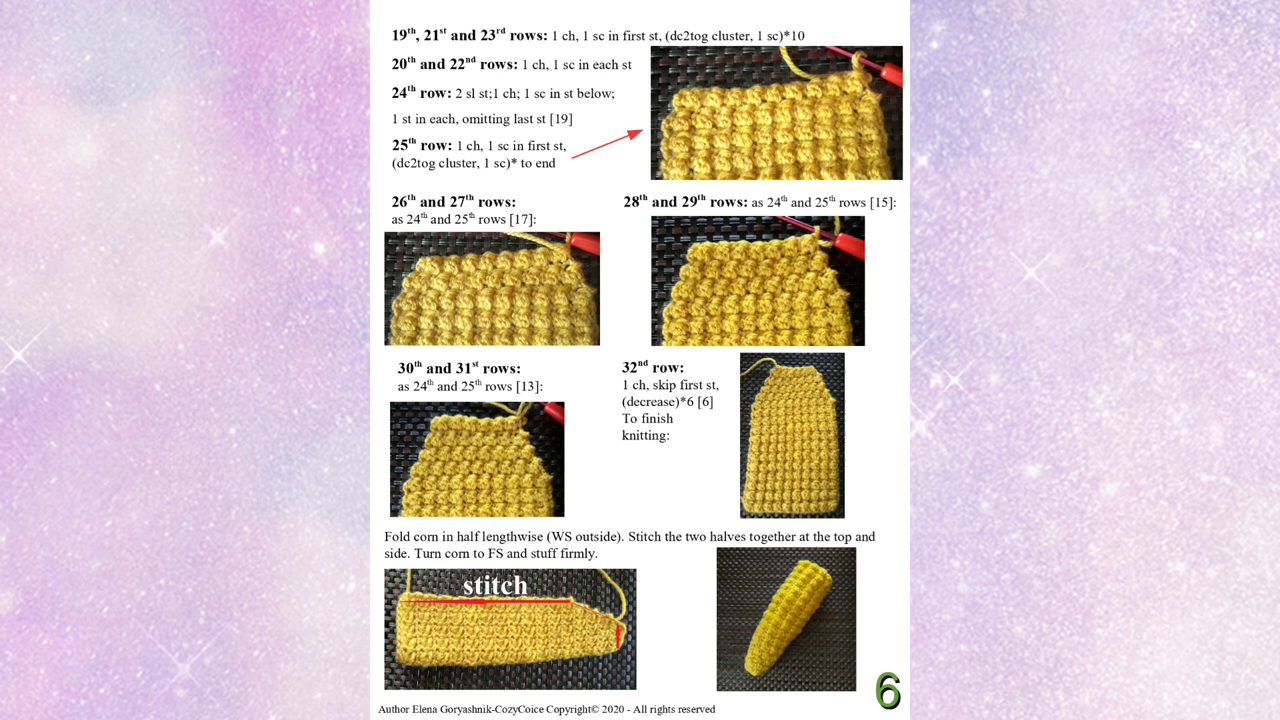 19th, 21st and 23rd rows: 1 ch, 1 sc in first st, (dc2tog cluster, 1 sc)*10
20th and 22nd rows: 1 ch, 1 sc in each st
24th row: 2 sl st;1 ch; 1 sc in st below;
1 st in each, omitting last st [19]
25th row: 1 ch, 1 sc in first st,
(dc2tog cluster, 1 sc)* to end
26th and 27th rows:
as 24th and 25th rows [17]:
28th and 29th rows: as 24th and 25th rows [15]:
30th and 31st rows:
as 24th and 25th rows [13]:
32nd row:
1 ch, skip first st,
(decrease)*6 [6]
To finish
knitting:
Fold corn in half lengthwise (WS outside). Stitch the two halves together at the top and
side. Turn corn to FS and stuff firmly.
stitch
6
Author Elena Goryashnik-CozyCoice Copyright© 2020 - All rights reserved